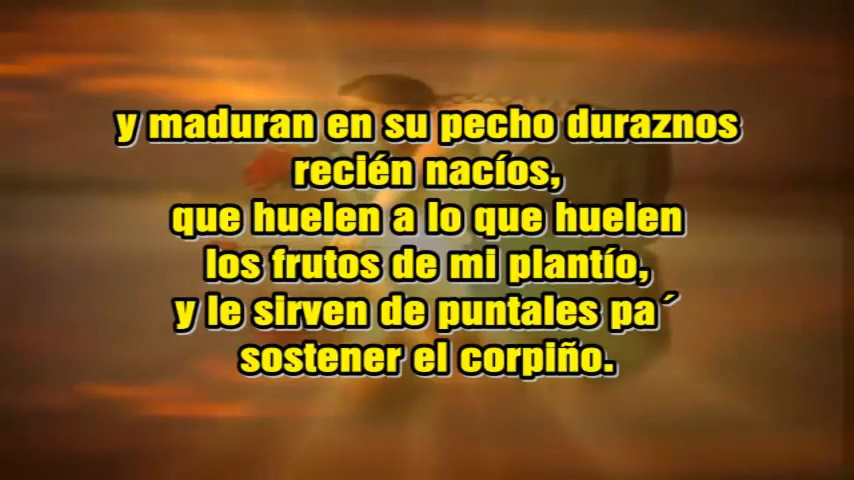 y maduran en su pecho duraznos
recién nacíos,
que huelen a lo que huelen
los frutos de mi plantío,
y le sirven de puntales pa´
sostener el corpiño.